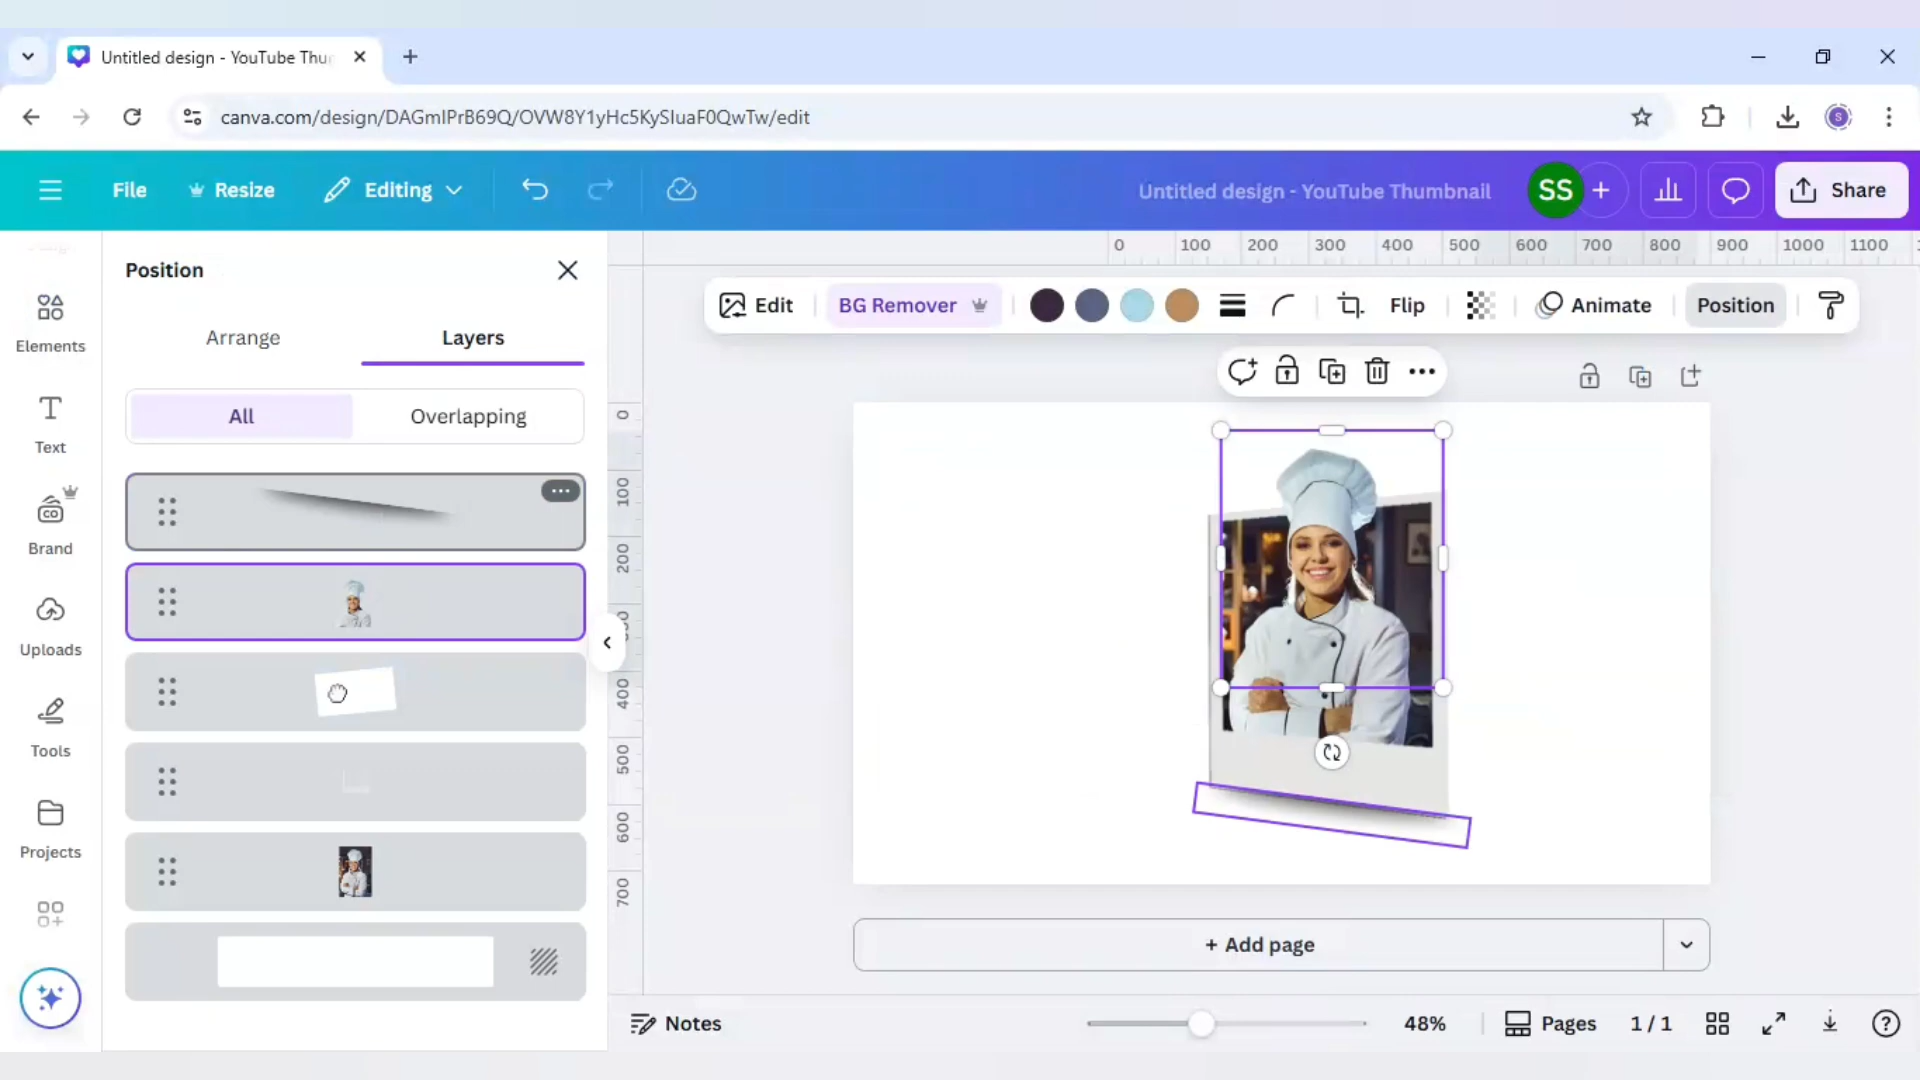 Untitled design - YouTube Thu
canva.com/design/DAGmIPrB69Q/OVW8Y1yHc5KySIuaF0QwTw/edit
File
Resize
Editing
Untitled design - YouTube Thumbnail
SS
Share
Elements
Text
Brand
Uploads
Tools
Projects
Position
Arrange
Layers
All
Overlapping
0 100 200 300 400 500 600 700 800 900 1000 1100
Edit
BG Remover
Flip
Animate
Position
0
100
200
400
500
600
700
+ Add page
Notes
48%
Pages
1 / 1